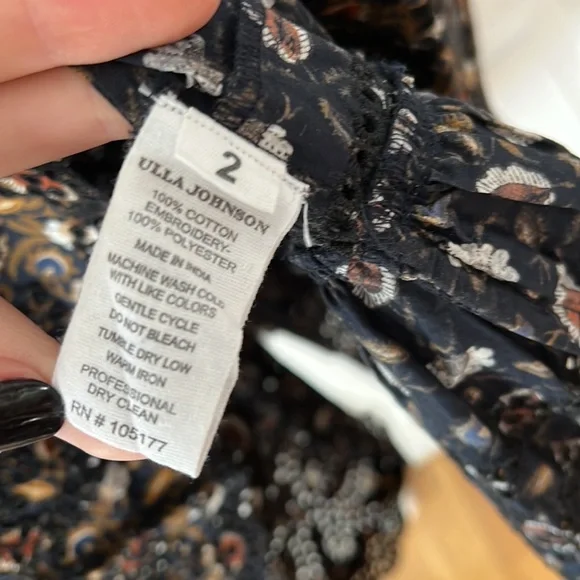 2
ULLA JOHNSON
100% COTTON
EMBROIDERY-
100% POLYESTER
MADE IN INDIA
MACHINE WASH COLD
WITH LIKE COLORS
GENTLE CYCLE
DO NOT BLEACH
TUMBLE DRY LOW
WARM IRON
PROFESSIONAL
DRY CLEAN
RN # 105177